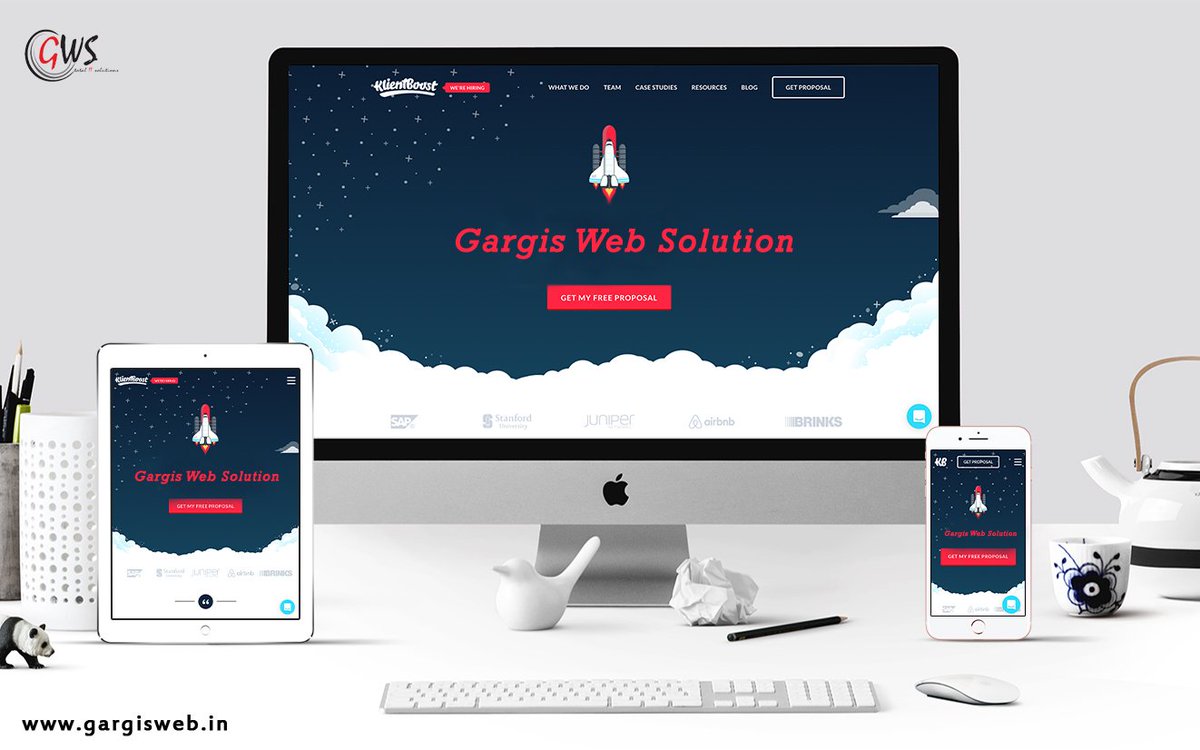 GWS
total IT solutions
KlientBoost WE'RE HIRING WHAT WE DO TEAM CASE STUDIES RESOURCES BLOG GET PROPOSAL
Gargis Web Solution
GET MY FREE PROPOSAL
SAP Stanford University JUNIPER airbnb BRINKS
KlientBoost WE'RE HIRING
Gargis Web Solution
GET MY FREE PROPOSAL
SAP Stanford University JUNIPER airbnb BRINKS
KB GET PROPOSAL
Gargis Web Solution
GET MY FREE PROPOSAL
SAP airbnb
www.gargisweb.in